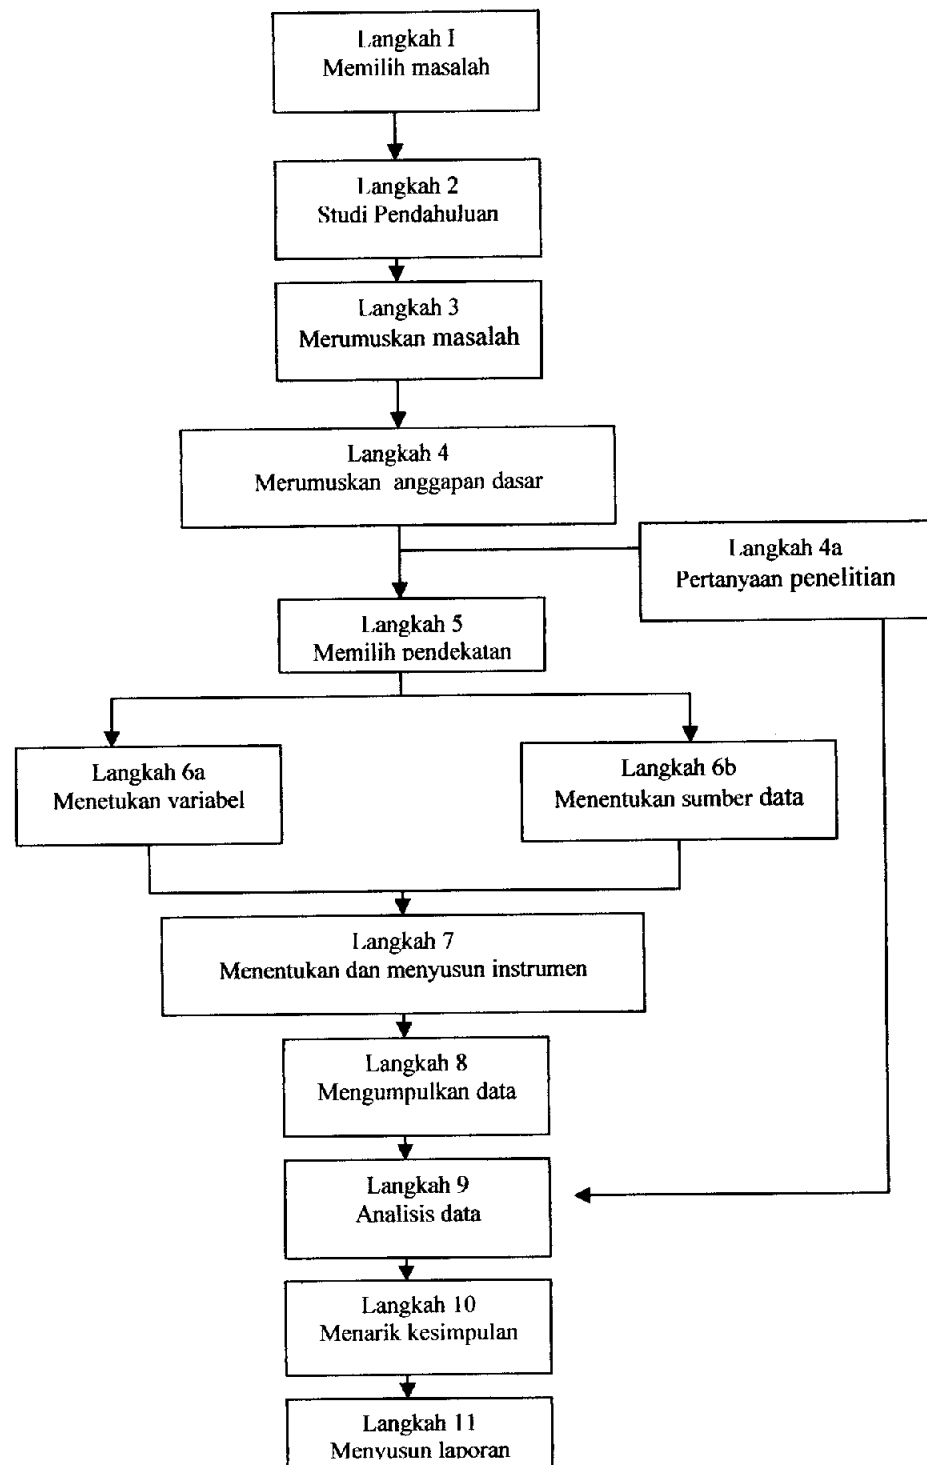 Langkah I
Memilih masalah
Langkah 2
Studi Pendahuluan
Langkah 3
Merumuskan masalah
Langkah 4
Merumuskan anggapan dasar
Langkah 4a
Pertanyaan penelitian
Langkah 5
Memilih pendekatan
Langkah 6a
Menetukan variabel
Langkah 6b
Menentukan sumber data
Langkah 7
Menentukan dan menyusun instrumen
Langkah 8
Mengumpulkan data
Langkah 9
Analisis data
Langkah 10
Menarik kesimpulan
Langkah 11
Menyusun laporan